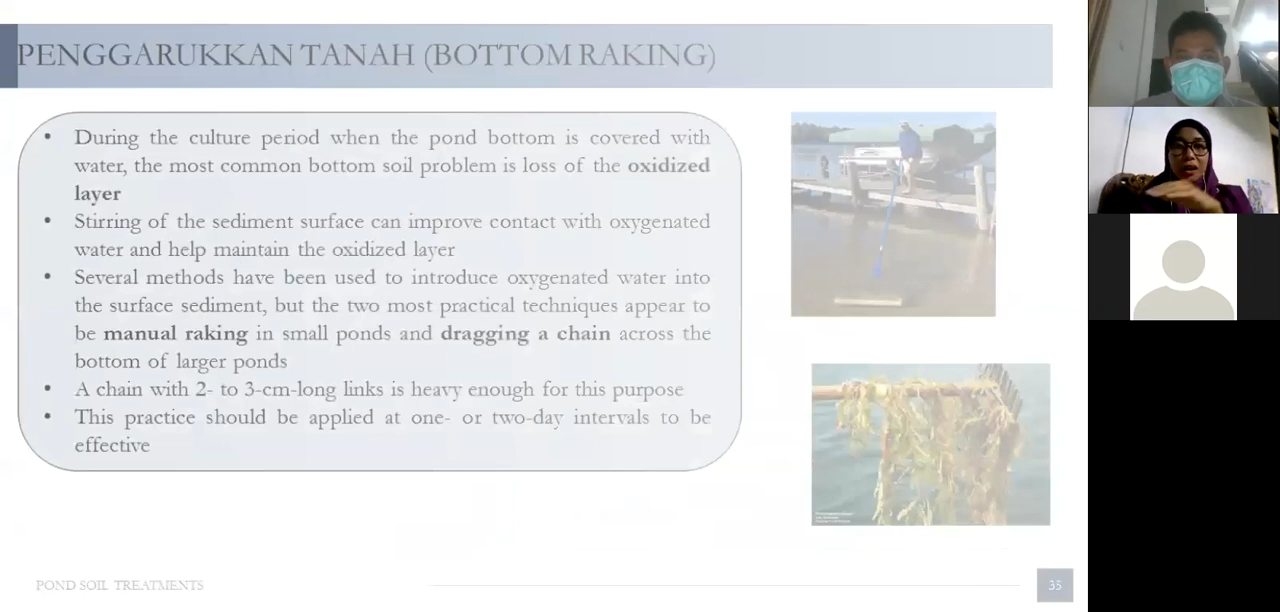 PENGGARUKKAN TANAH (BOTTOM RAKING)
• During the culture period when the pond bottom is covered with
water, the most common bottom soil problem is loss of the oxidized
layer
• Stirring of the sediment surface can improve contact with oxygenated
water and help maintain the oxidized layer
• Several methods have been used to introduce oxygenated water into
the surface sediment, but the two most practical techniques appear to
be manual raking in small ponds and dragging a chain across the
bottom of larger ponds
• A chain with 2- to 3-cm-long links is heavy enough for this purpose
• This practice should be applied at one- or two-day intervals to be
effective
POND SOIL TREATMENTS
35